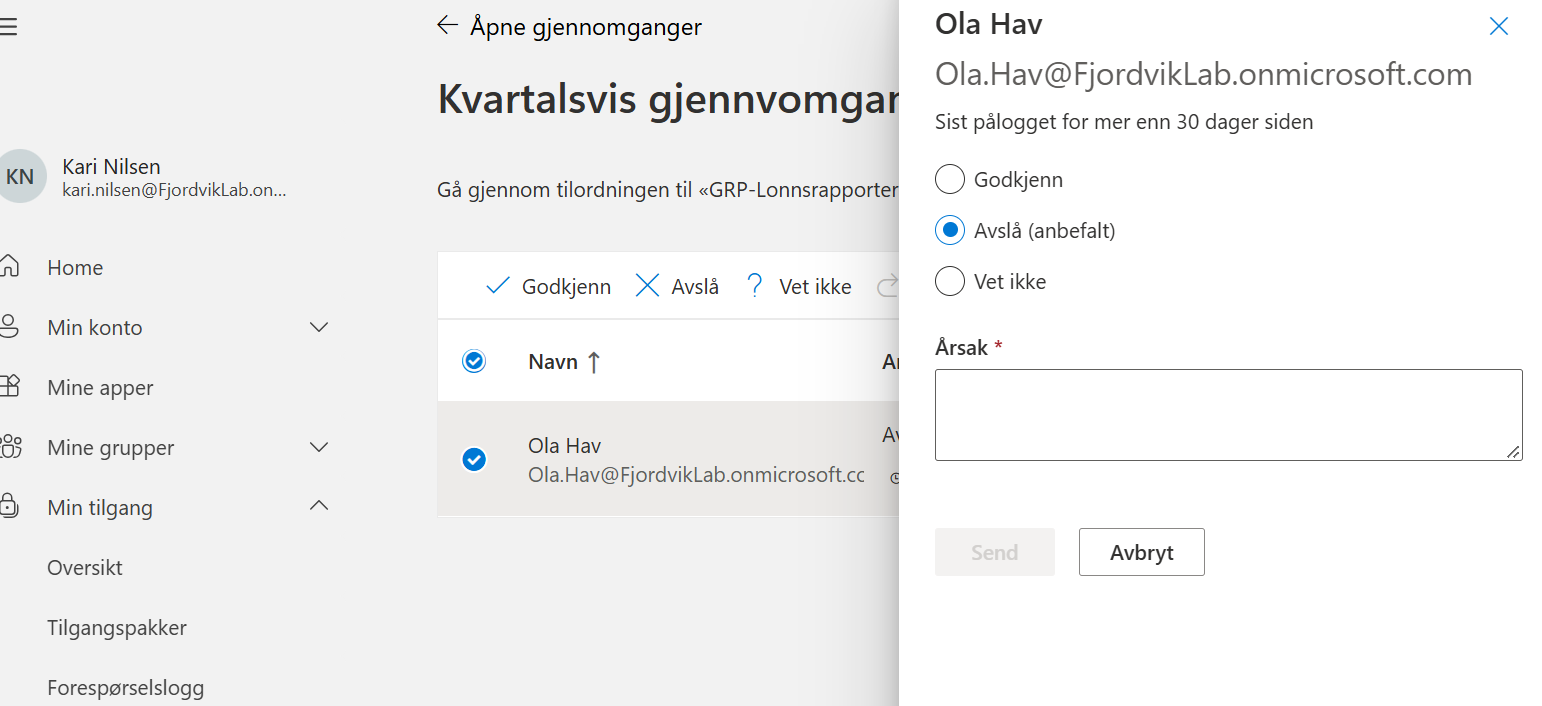 Åpne gjennomganger
Kvartalsvis gjennvomgan
KN
Kari Nilsen
kari.nilsen@FjordvikLab.on...
Gå gjennom tilordningen til «GRP-Lonnsrapporter
Home
Min konto
Mine apper
Mine grupper
Min tilgang
Oversikt
Tilgangspakker
Forespørselslogg
Godkjenn
Avslå
Vet ikke
Navn
Ola Hav
Ola.Hav@FjordvikLab.onmicrosoft.cc
Ola Hav
Ola.Hav@FjordvikLab.onmicrosoft.com
Sist pålogget for mer enn 30 dager siden
Godkjenn
Avslå (anbefalt)
Vet ikke
Årsak *
Send
Avbryt